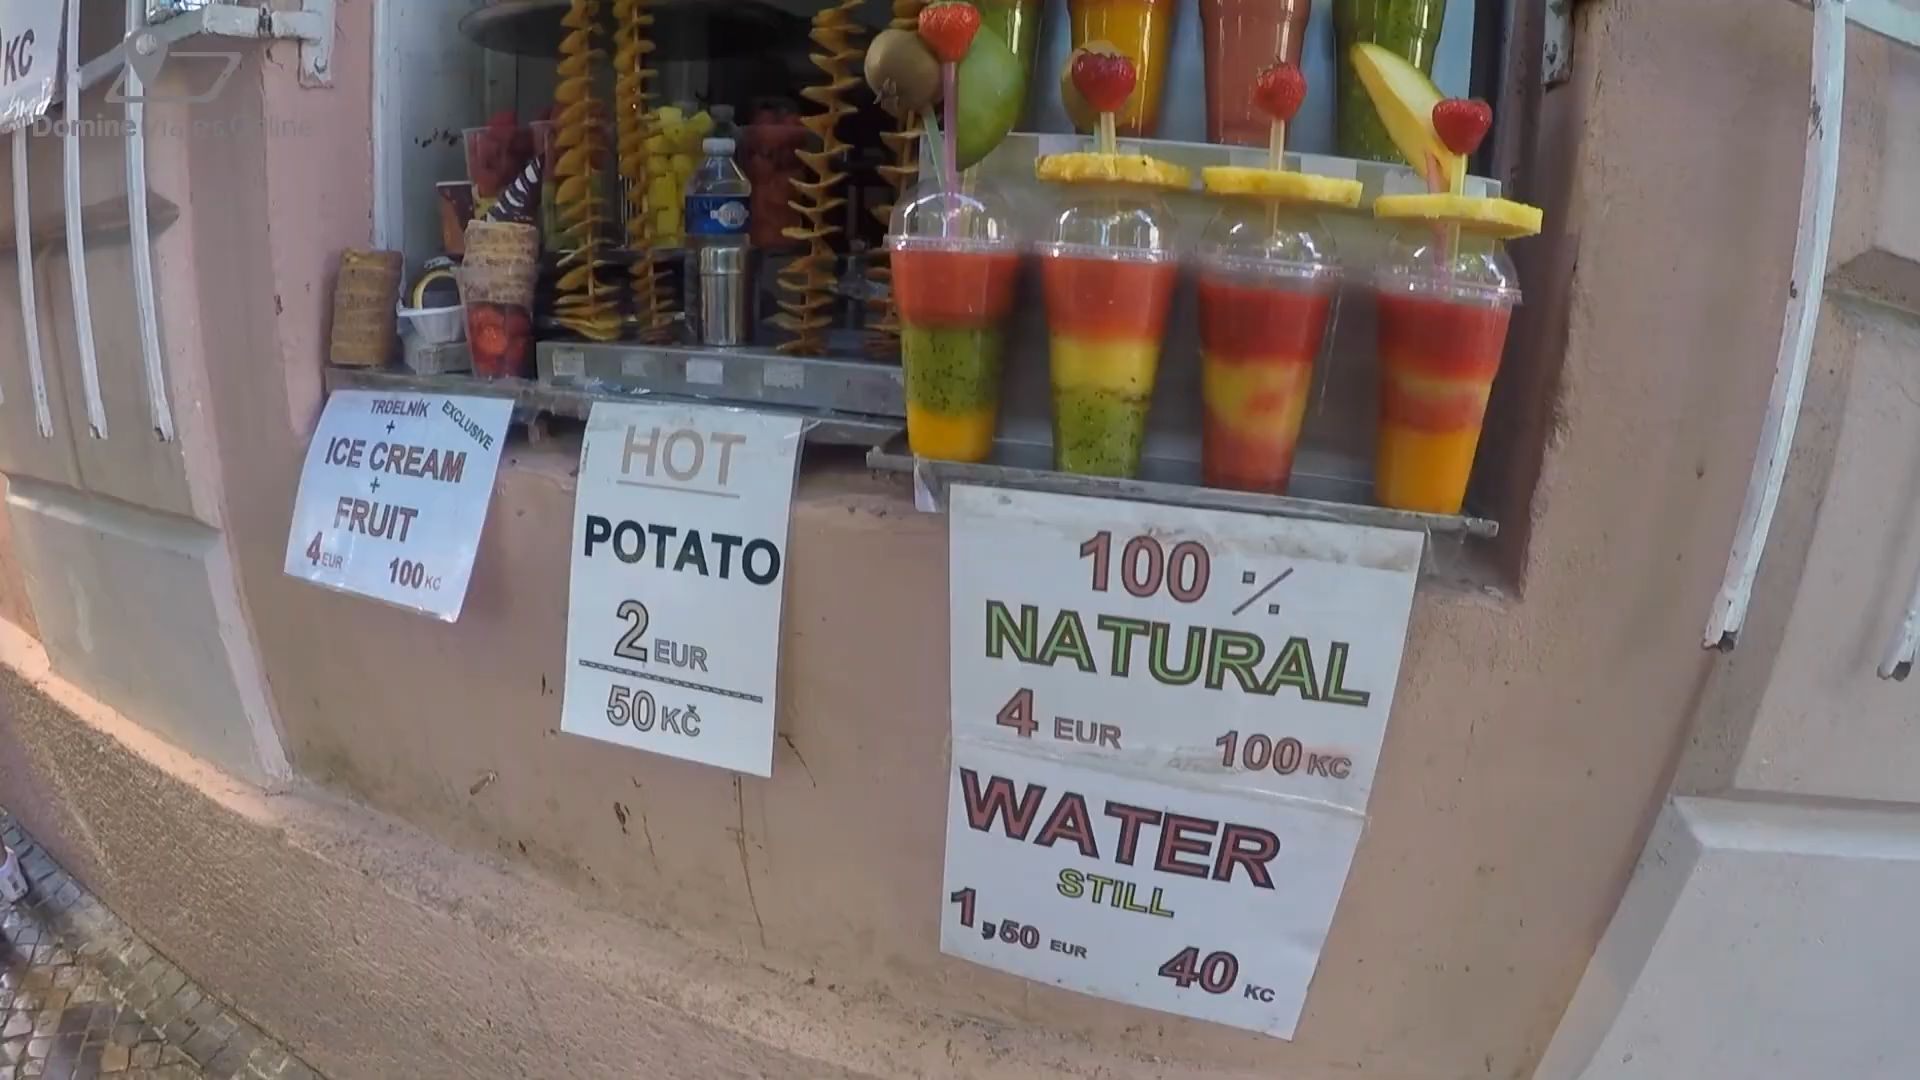 KC
TRDELNÍK EXCLUSIVE
+
ICE CREAM
+
FRUIT
4 EUR 100 KC
HOT
POTATO
2 EUR
50 KČ
100 %
NATURAL
4 EUR 100 KC
WATER
STILL
1,50 EUR 40 KC